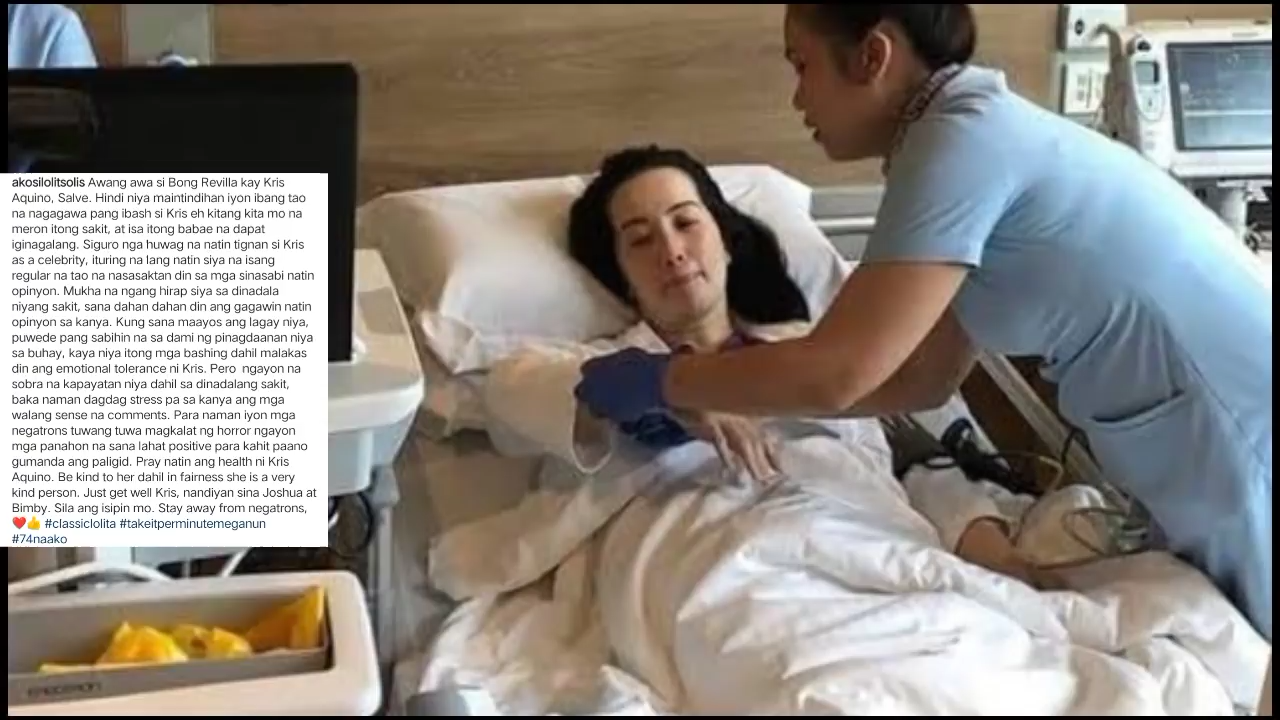 akosilolitsolis Awang awa si Bong Revilla kay Kris
Aquino, Salve. Hindi niya maintindihan iyon ibang tao
na nagagawa pang ibash si Kris eh kitang kita mo na
meron itong sakit, at isa itong babae na dapat
iginagalang. Siguro nga huwag na natin tignan si Kris
as a celebrity, ituring na lang natin siya na isang
regular na tao na nasasaktan din sa mga sinasabi natin
opinyon. Mukha na ngang hirap siya sa dinadala
niyang sakit, sana dahan dahan din ang gagawin natin
opinyon sa kanya. Kung sana maayos ang lagay niya,
puwede pang sabihin na sa dami ng pinagdaanan niya
sa buhay, kaya niya itong mga bashing dahil malakas
din ang emotional tolerance ni Kris. Pero ngayon na
sobra na kapayatan niya dahil sa dinadalang sakit,
baka naman dagdag stress pa sa kanya ang mga
walang sense na comments. Para naman iyon mga
negatrons tuwang tuwa magkalat ng horror ngayon
mga panahon na sana lahat positive para kahit paano
gumanda ang paligid. Pray natin ang health ni Kris
Aquino. Be kind to her dahil in fairness she is a very
kind person. Just get well Kris, nandiyan sina Joshua at
Bimby. Sila ang isipin mo. Stay away from negatrons,
❤️👍 #classiclolita #takeitperminutemeganun
#74naako